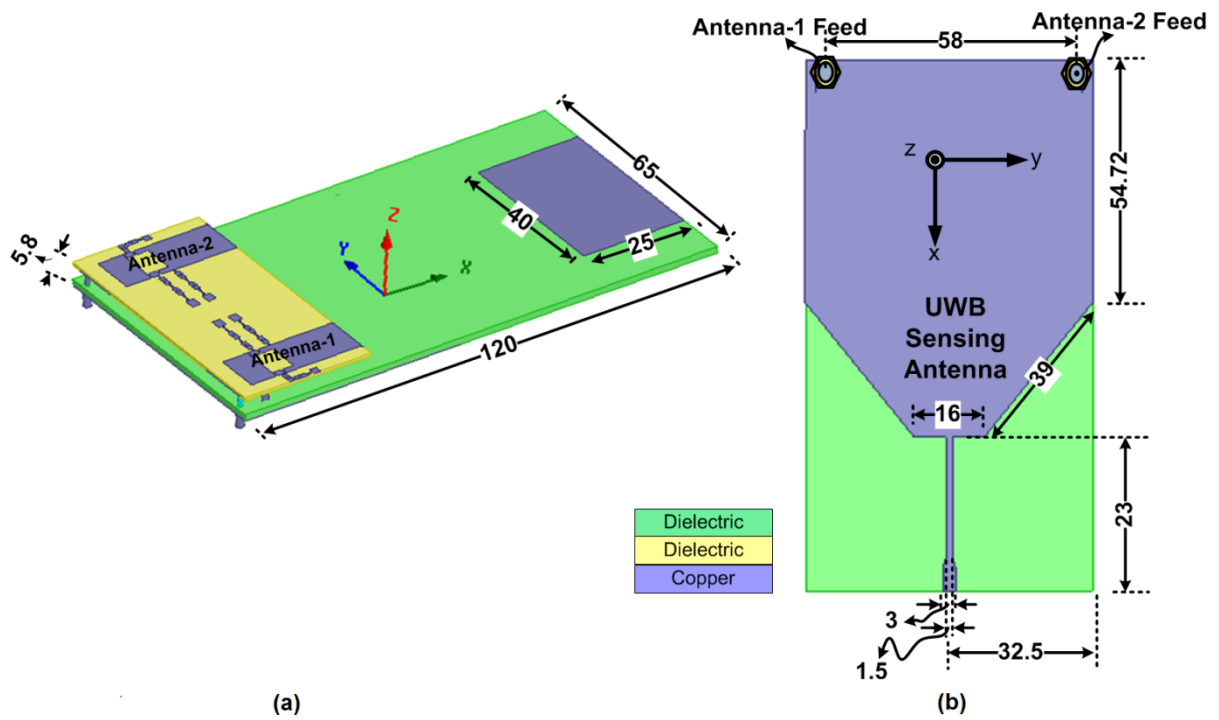 5.8
Antenna-2
Antenna-1
Z
Y
X
40
25
65
120
(a)
Antenna-1 Feed
58
Antenna-2 Feed
z
y
x
54.72
UWB
Sensing
Antenna
39
16
23
3
1.5
32.5
Dielectric
Dielectric
Copper
(b)